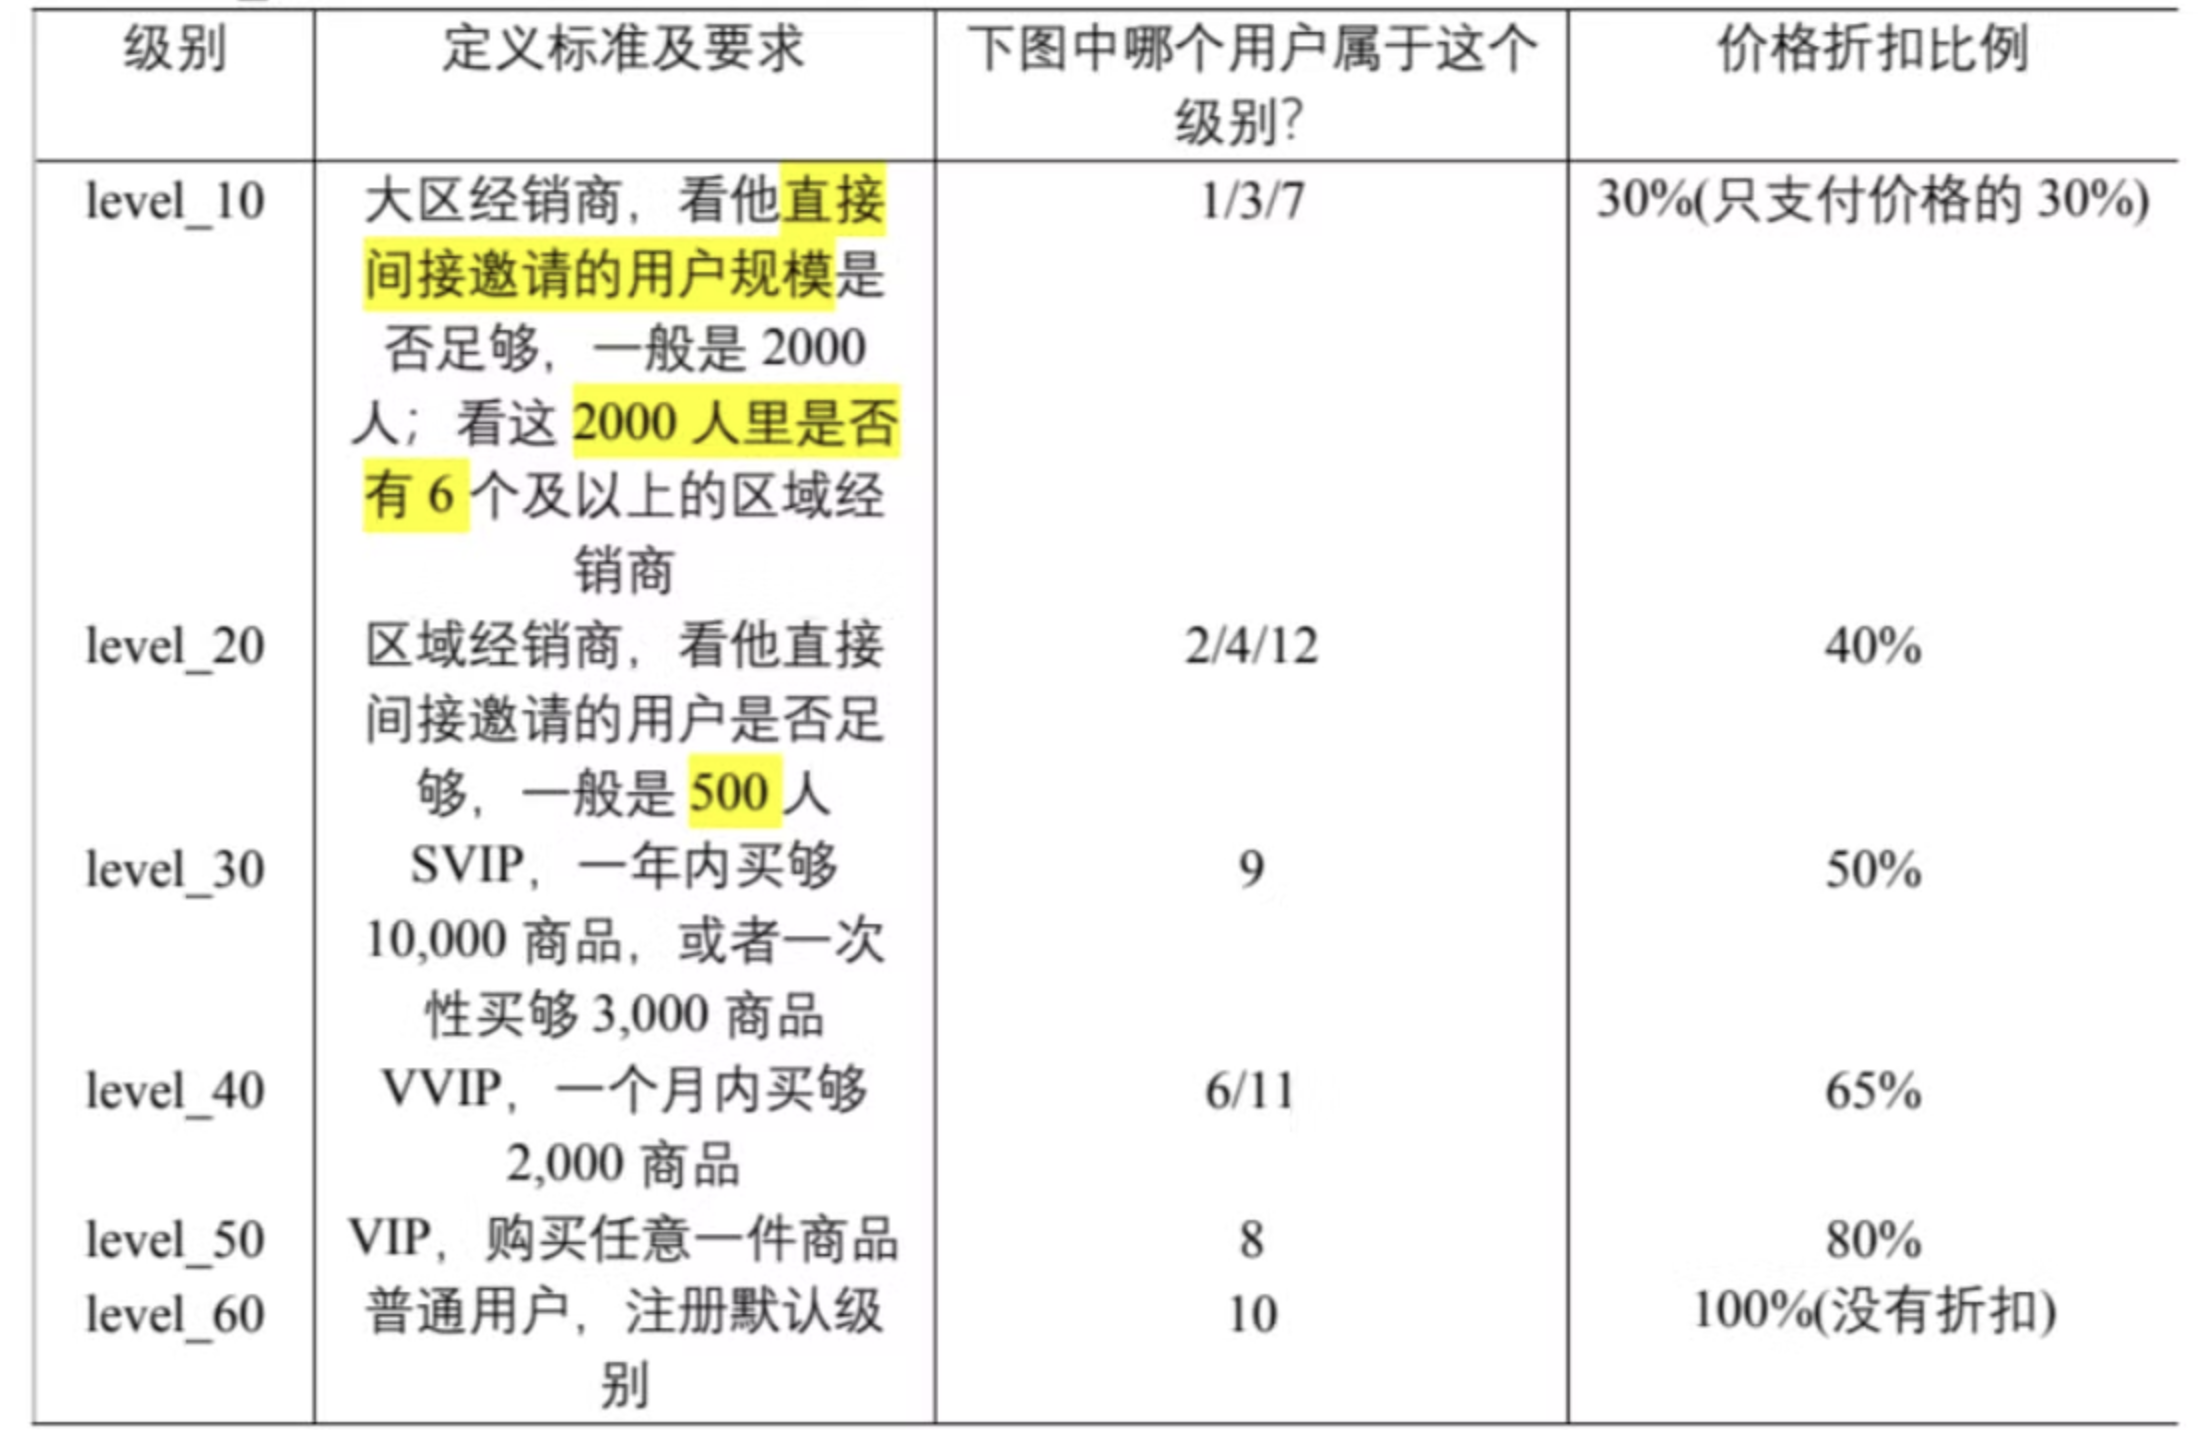 级别 定义标准及要求 下图中哪个用户属于这个 价格折扣比例
级别?
level_10 大区经销商，看他直接 1/3/7 30%(只支付价格的 30%)
间接邀请的用户规模是
否足够，一般是 2000
人；看这 2000 人里是否
有 6 个及以上的区域经
销商
level_20 区域经销商，看他直接 2/4/12 40%
间接邀请的用户是否足
够，一般是 500 人
level_30 SVIP，一年内买够 9 50%
10,000 商品，或者一次
性买够 3,000 商品
level_40 VVIP，一个月内买够 6/11 65%
2,000 商品
level_50 VIP，购买任意一件商品 8 80%
level_60 普通用户，注册默认级 10 100%(没有折扣)
别